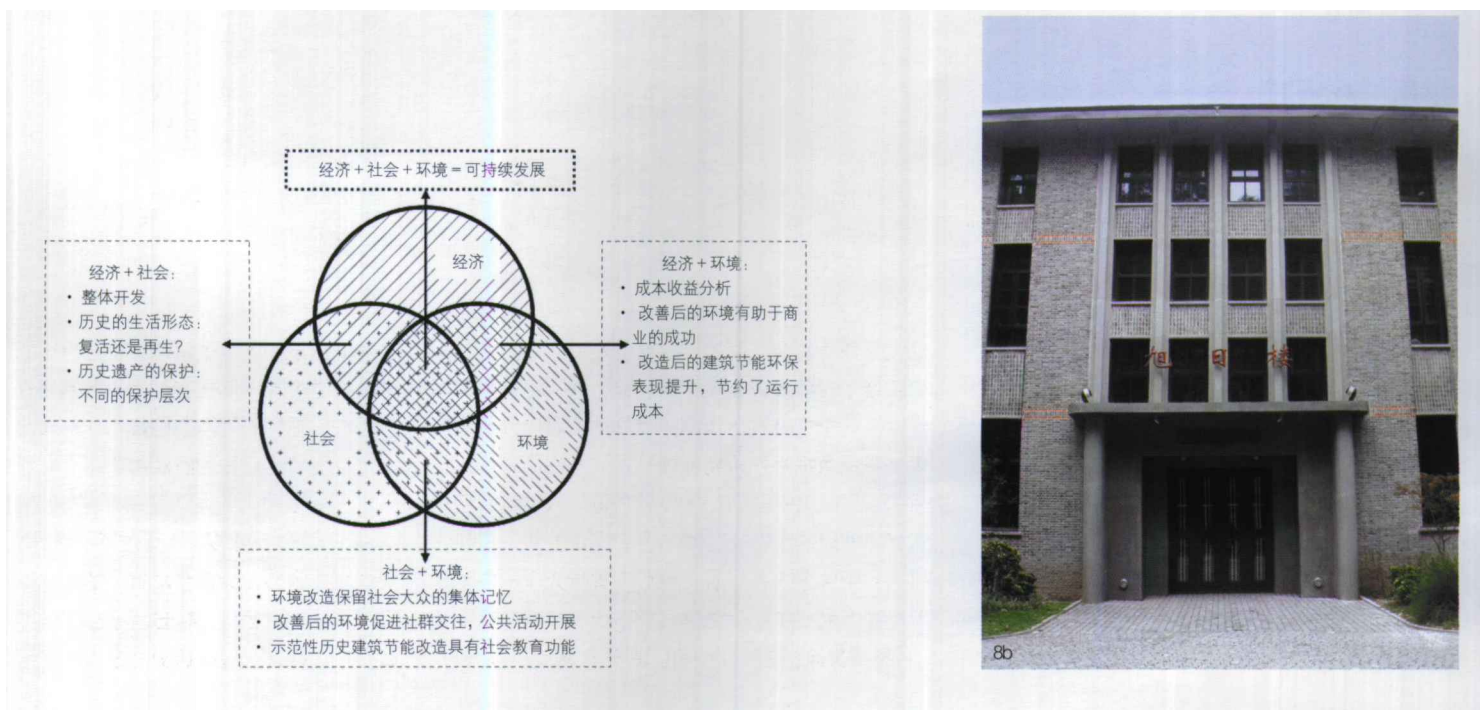 经济+社会+环境=可持续发展
经济+社会:
· 整体开发
· 历史的生活形态:
复活还是再生?
· 历史遗产的保护:
不同的保护层次
经济
社会
环境
经济+环境:
· 成本收益分析
· 改善后的环境有助于商
业的成功
· 改造后的建筑节能环保
表现提升，节约了运行
成本
社会+环境:
· 环境改造保留社会大众的集体记忆
· 改善后的环境促进社群交往，公共活动开展
· 示范性历史建筑节能改造具有社会教育功能
旭日楼
8b